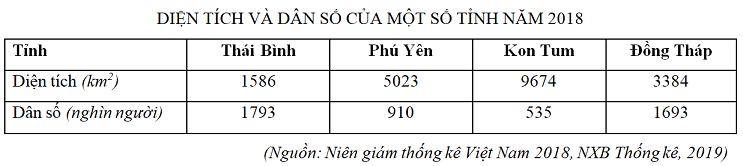 DIỆN TÍCH VÀ DÂN SỐ CỦA MỘT SỐ TỈNH NĂM 2018
Tỉnh Thái Bình Phú Yên Kon Tum Đồng Tháp
Diện tích (km²) 1586 5023 9674 3384
Dân số (nghìn người) 1793 910 535 1693
(Nguồn: Niên giám thống kê Việt Nam 2018, NXB Thống kê, 2019)